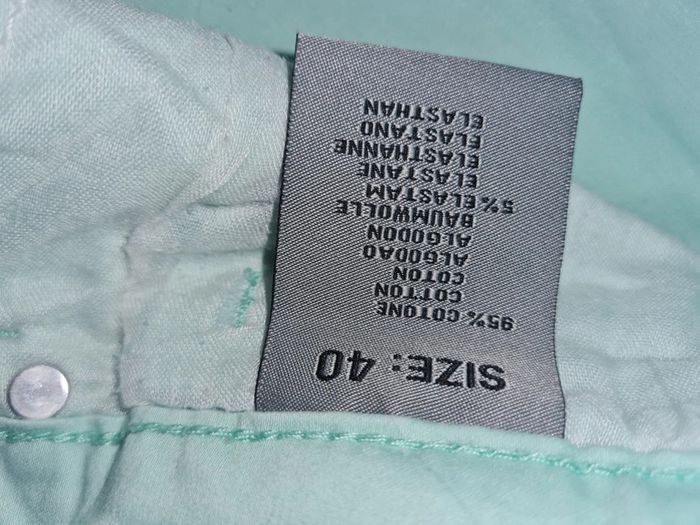 SIZE: 40
95% COTONE
COTTON
COTON
ALGODAO
ALGODON
BAUMWOLLE
5% ELASTAM
ELASTANE
ELASTHANNE
ELASTANO
ELASTHAN